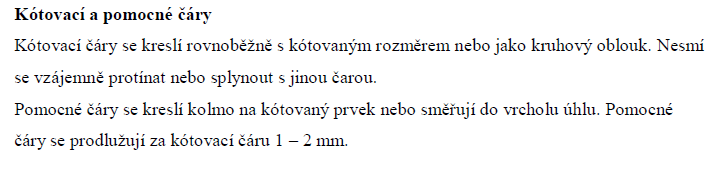 Kótovací a pomocné čáry
Kótovací čáry se kreslí rovnoběžně s kótovaným rozměrem nebo jako kruhový oblouk. Nesmí
se vzájemně protínat nebo splynout s jinou čarou.
Pomocné čáry se kreslí kolmo na kótovaný prvek nebo směřují do vrcholu úhlu. Pomocné
čáry se prodlužují za kótovací čáru 1 – 2 mm.